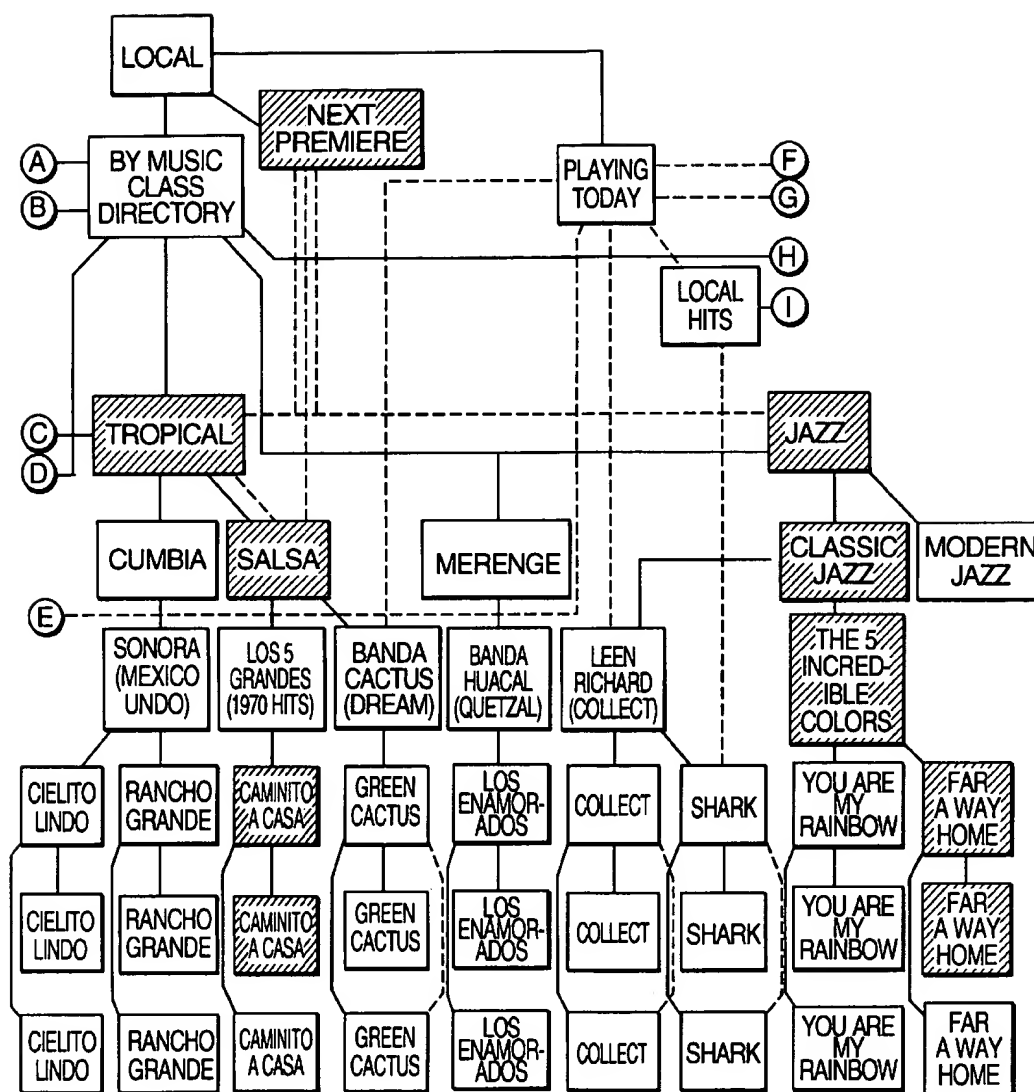 LOCAL
NEXT
PREMIERE
A
B
BY MUSIC
CLASS
DIRECTORY
PLAYING
TODAY
F
G
H
LOCAL
HITS
I
C
D
TROPICAL
JAZZ
CUMBIA
SALSA
MERENGE
CLASSIC
JAZZ
MODERN
JAZZ
E
SONORA
(MEXICO
UNDO)
LOS 5
GRANDES
(1970 HITS)
BANDA
CACTUS
(DREAM)
BANDA
HUACAL
(QUETZAL)
LEEN
RICHARD
(COLLECT)
THE 5
INCRED-
IBLE
COLORS
CIELITO
LINDO
RANCHO
GRANDE
CAMINITO
A CASA
GREEN
CACTUS
LOS
ENAMOR-
ADOS
COLLECT
SHARK
YOU ARE
MY
RAINBOW
FAR
A WAY
HOME
CIELITO
LINDO
RANCHO
GRANDE
CAMINITO
A CASA
GREEN
CACTUS
LOS
ENAMOR-
ADOS
COLLECT
SHARK
YOU ARE
MY
RAINBOW
FAR
A WAY
HOME
CIELITO
LINDO
RANCHO
GRANDE
CAMINITO
A CASA
GREEN
CACTUS
LOS
ENAMOR-
ADOS
COLLECT
SHARK
YOU ARE
MY
RAINBOW
FAR
A WAY
HOME